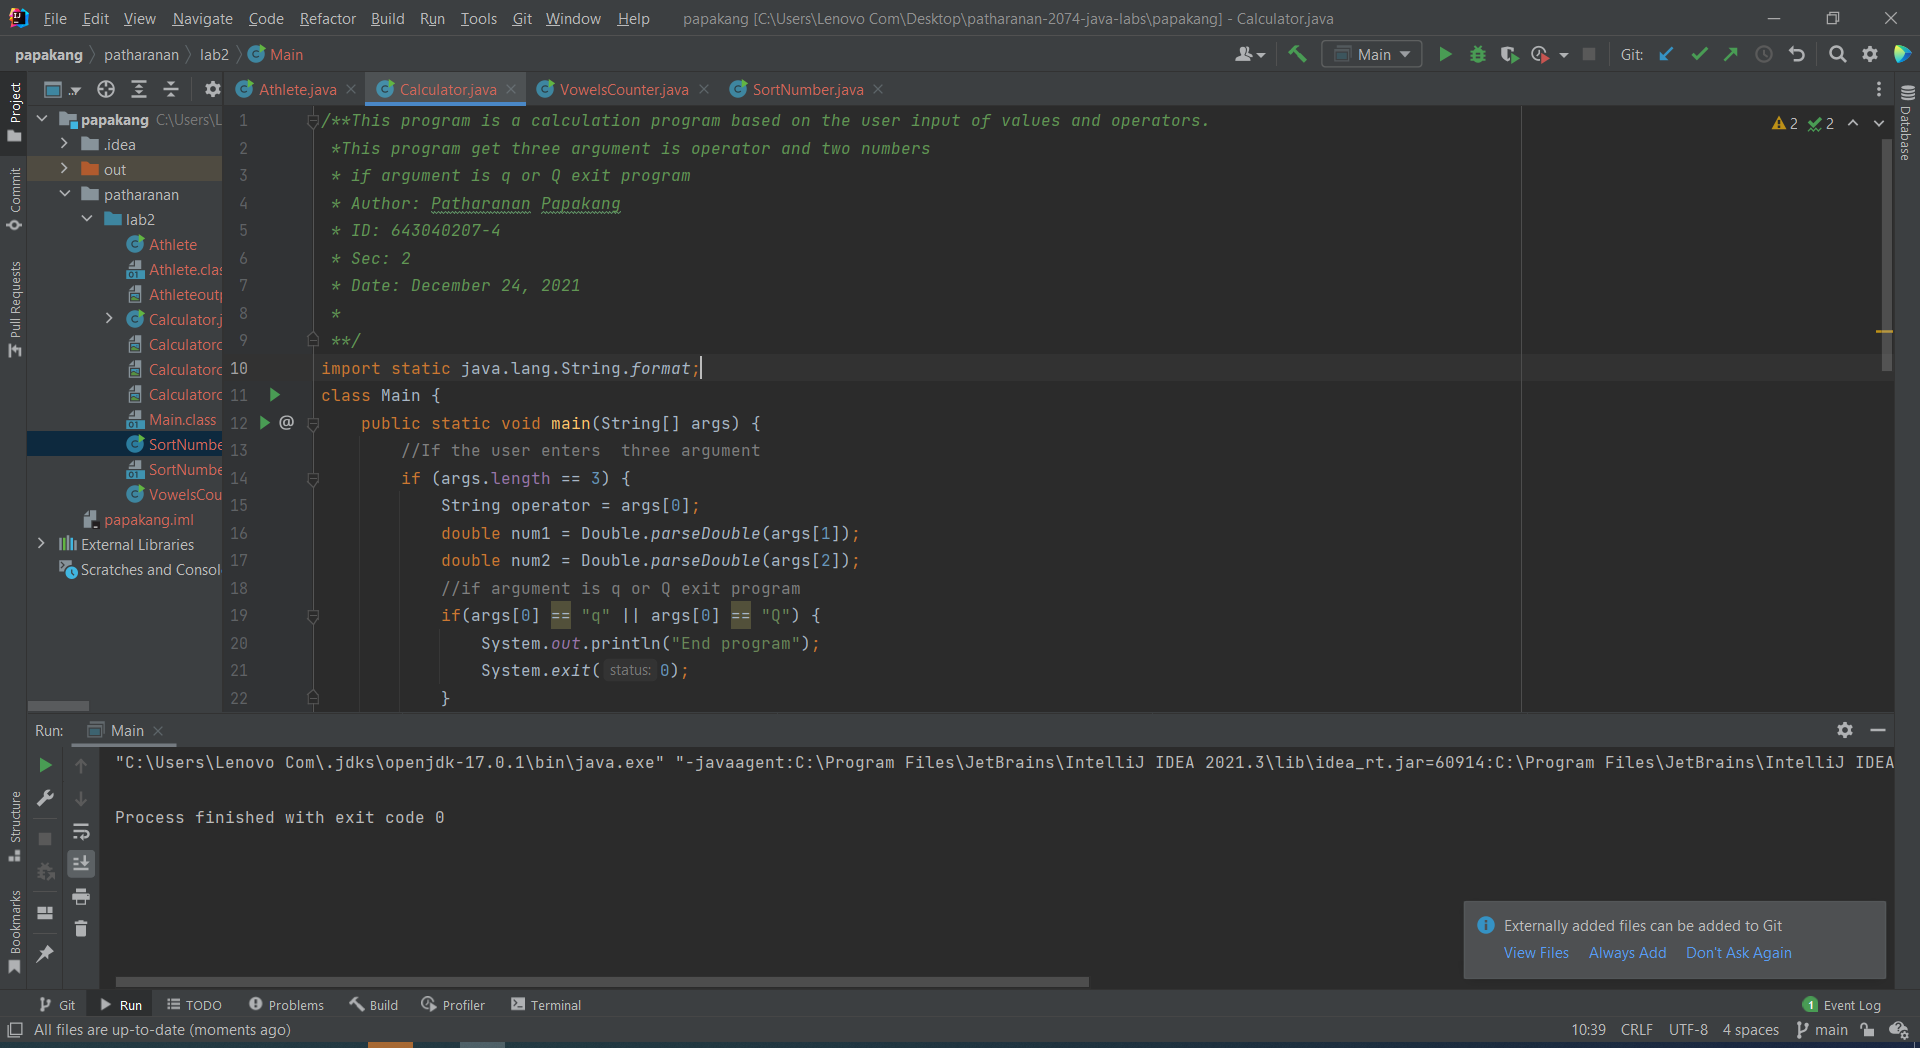 File Edit View Navigate Code Refactor Build Run Tools Git Window Help papakang [C:\Users\Lenovo Com\Desktop\patharanan-2074-java-labs\papakang] - Calculator.java
papakang patharanan lab2 Main Main Git:
Athlete.java Calculator.java VowelsCounter.java SortNumber.java
Project
Commit
Pull Requests
Structure
Bookmarks
Database
papakang C:\Users\L
.idea
out
patharanan
lab2
Athlete
Athlete.clas
Athleteout
Calculator.j
Calculatorc
Calculatorc
Calculatorc
Main.class
SortNumbe
SortNumbe
VowelsCou
papakang.iml
External Libraries
Scratches and Consol
2 2
1 /**This program is a calculation program based on the user input of values and operators.
2 *This program get three argument is operator and two numbers
3 * if argument is q or Q exit program
4 * Author: Patharanan Papakang
5 * ID: 643040207-4
6 * Sec: 2
7 * Date: December 24, 2021
8 *
9 **/
10 import static java.lang.String.format;
11 class Main {
12 @ public static void main(String[] args) {
13 //If the user enters  three argument
14 if (args.length == 3) {
15 String operator = args[0];
16 double num1 = Double.parseDouble(args[1]);
17 double num2 = Double.parseDouble(args[2]);
18 //if argument is q or Q exit program
19 if(args[0] == "q" || args[0] == "Q") {
20 System.out.println("End program");
21 System.exit( status: 0);
22 }
Run: Main
"C:\Users\Lenovo Com\.jdks\openjdk-17.0.1\bin\java.exe" "-javaagent:C:\Program Files\JetBrains\IntelliJ IDEA 2021.3\lib\idea_rt.jar=60914:C:\Program Files\JetBrains\IntelliJ IDEA
Process finished with exit code 0
Externally added files can be added to Git
View Files Always Add Don't Ask Again
Git Run TODO Problems Build Profiler Terminal 1 Event Log
All files are up-to-date (moments ago) 10:39 CRLF UTF-8 4 spaces main